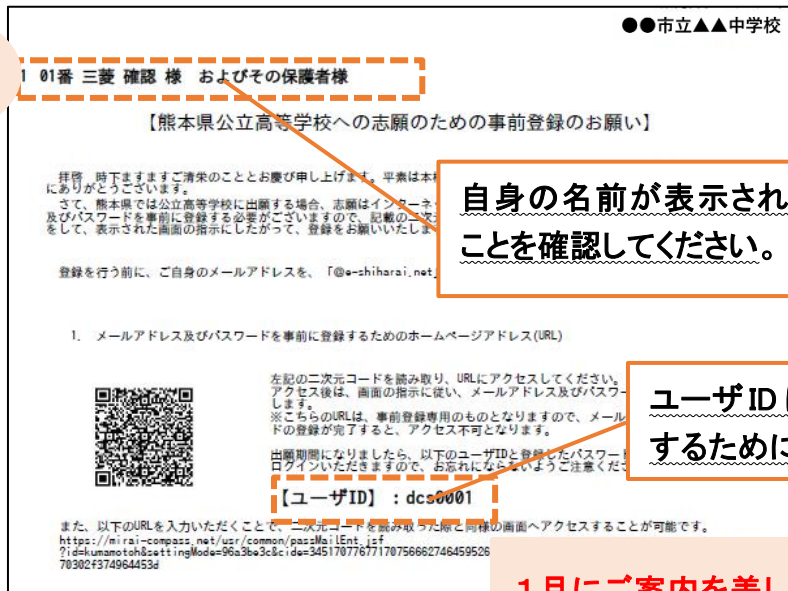 ●●市立▲▲中学校
1 01番 三菱 確認 様 およびその保護者様
【熊本県公立高等学校への志願のための事前登録のお願い】
拝啓 時下ますますご清栄のこととお慶び申し上げます。平素は本
にありがとうございます。
さて、熊本県では公立高等学校に出願する場合、志願はインターネッ
及びパスワードを事前に登録する必要がございますので、記載の二次元
をして、表示された画面の指示にしたがって、登録をお願いいたしま
自身の名前が表示され
ことを確認してください。
登録を行う前に、ご自身のメールアドレスを、「@e-shiharai.net」
1. メールアドレス及びパスワードを事前に登録するためのホームページアドレス(URL)
左記の二次元コードを読み取り、URLにアクセスしてください。
アクセス後は、画面の指示に従い、メールアドレス及びパスワー
します。
※こちらのURLは、事前登録専用のものとなりますので、メール
ドの登録が完了すると、アクセス不可となります。
ユーザID
するために
出願期間になりましたら、以下のユーザIDと登録したパスワード
ログインいただきますので、お忘れにならないようご注意くだ
【ユーザID】 : dcs0001
また、以下のURLを入力いただくことで、二次元コードを読み取った際と同様の画面へアクセスすることが可能です。
https://mirai-compass.net/usr/common/passMailEnt.jsf
?id=kumamotoh&settingMode=96a3be3c&cide=34517077677170756662746459526
70302f374964453d
1月にご案内を差し